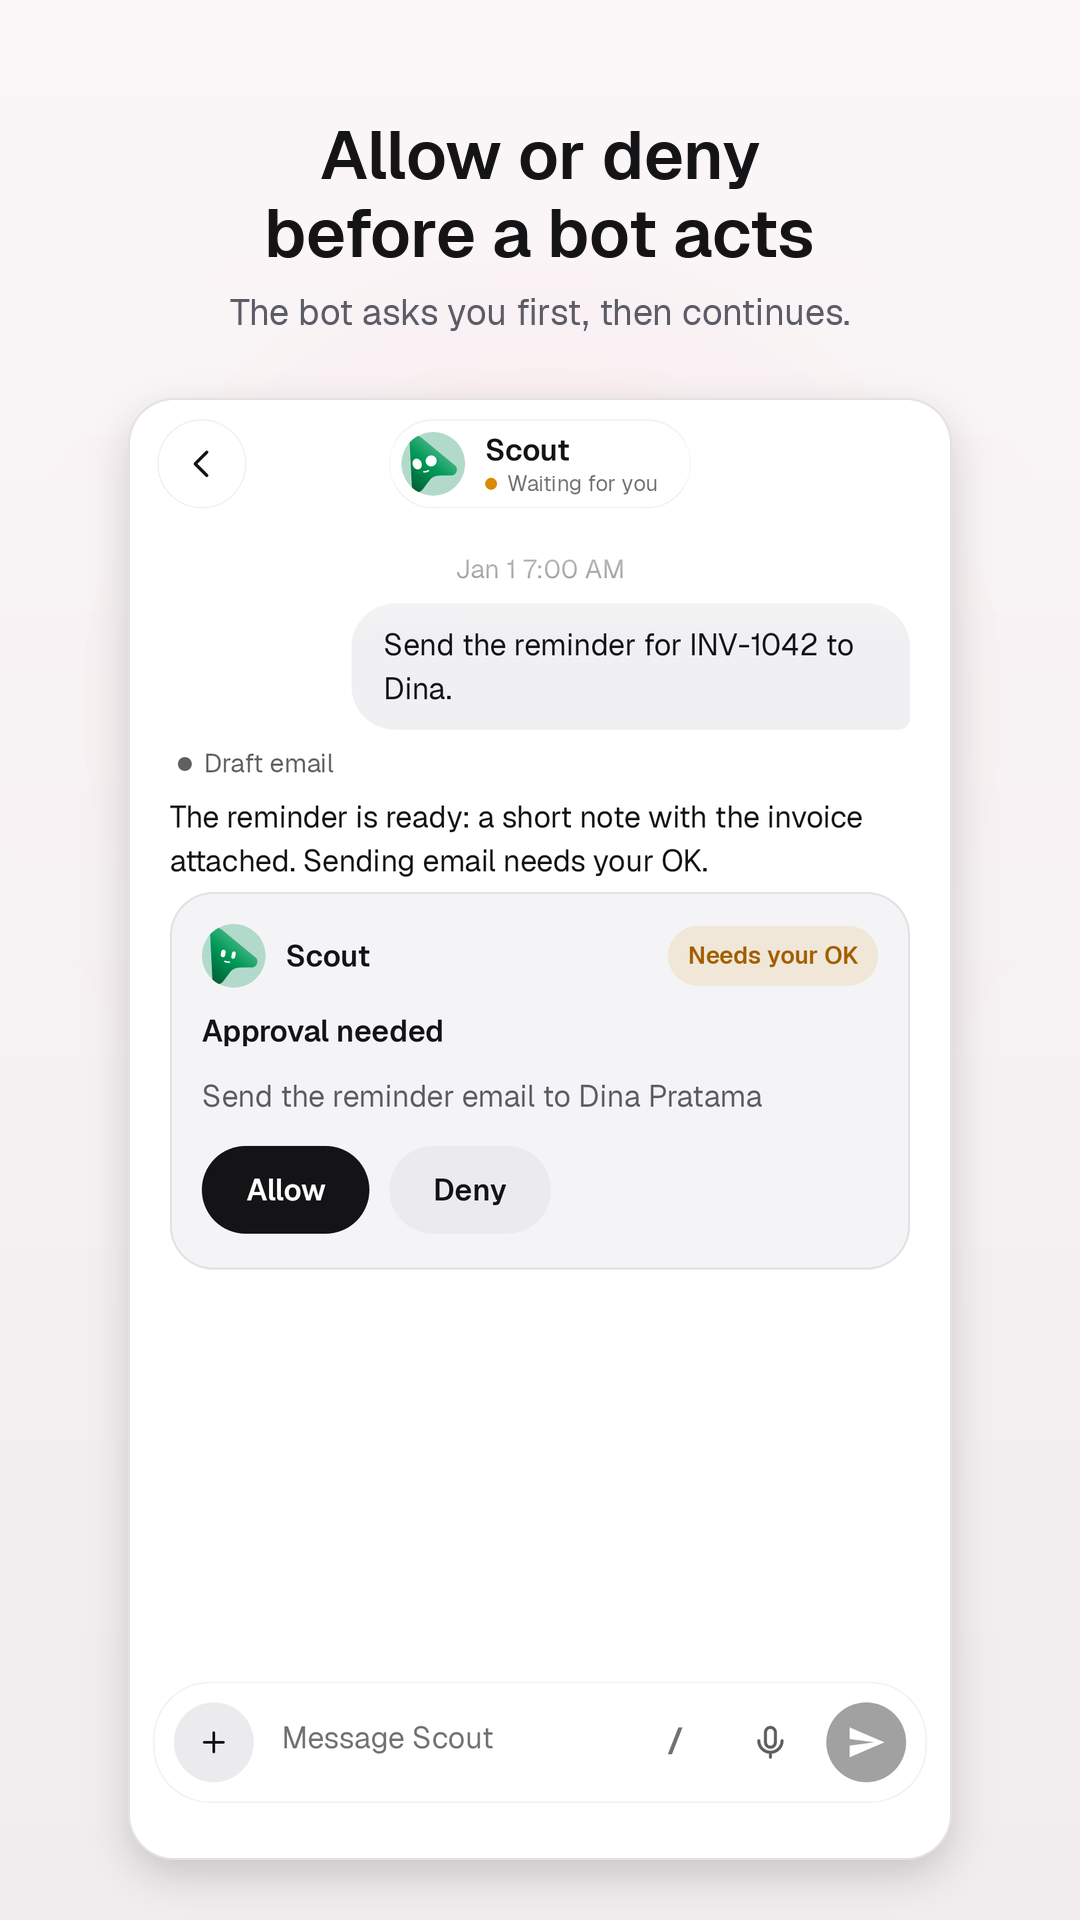 Allow or deny
before a bot acts
The bot asks you first, then continues.
Scout
Waiting for you
Jan 1 7:00 AM
Send the reminder for INV-1042 to
Dina.
Draft email
The reminder is ready: a short note with the invoice
attached. Sending email needs your OK.
Scout
Needs your OK
Approval needed
Send the reminder email to Dina Pratama
Allow
Deny
Message Scout
/